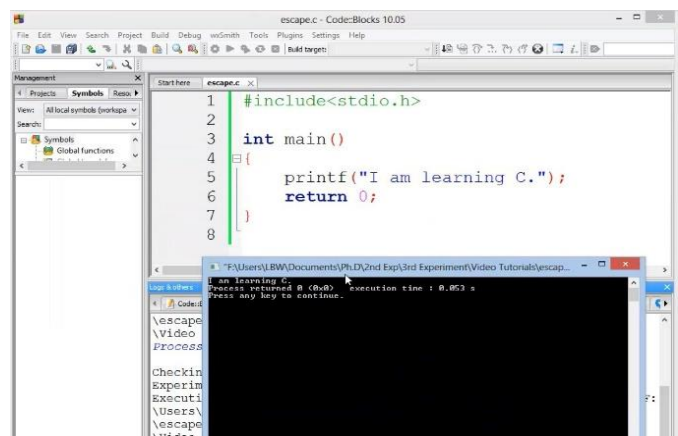 escape.c - Code::Blocks 10.05
File Edit View Search Project Build Debug wxSmith Tools Plugins Settings Help
Build target:
Management
Projects Symbols Resou
View: All local symbols (workspa
Search:
Symbols
Global functions
Start here escape.c
1 #include<stdio.h>
2
3 int main()
4 {
5 printf("I am learning C.");
6 return 0;
7 }
8
"F:\Users\LBW\Documents\Ph.D\2nd Exp\3rd Experiment\Video Tutorials\escap...
I am learning C.
Process returned 0 (0x0) execution time : 0.053 s
Press any key to continue.
Logs & others
Code::B
\escape
\Video
Process
Checkin
Experim
Executi
F:
\Users\
\escape